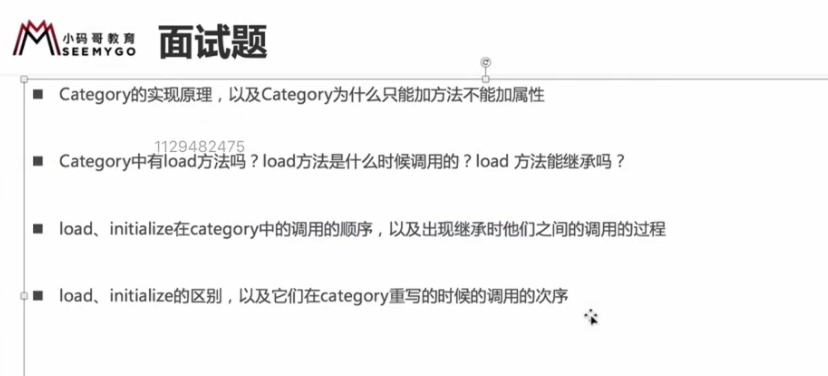 小码哥教育
SEEMYGO
面试题
Category的实现原理，以及Category为什么只能加方法不能加属性
1129482475
Category中有load方法吗？load方法是什么时候调用的？load 方法能继承吗？
load、initialize在category中的调用的顺序，以及出现继承时他们之间的调用的过程
load、initialize的区别，以及它们在category重写的时候的调用的次序